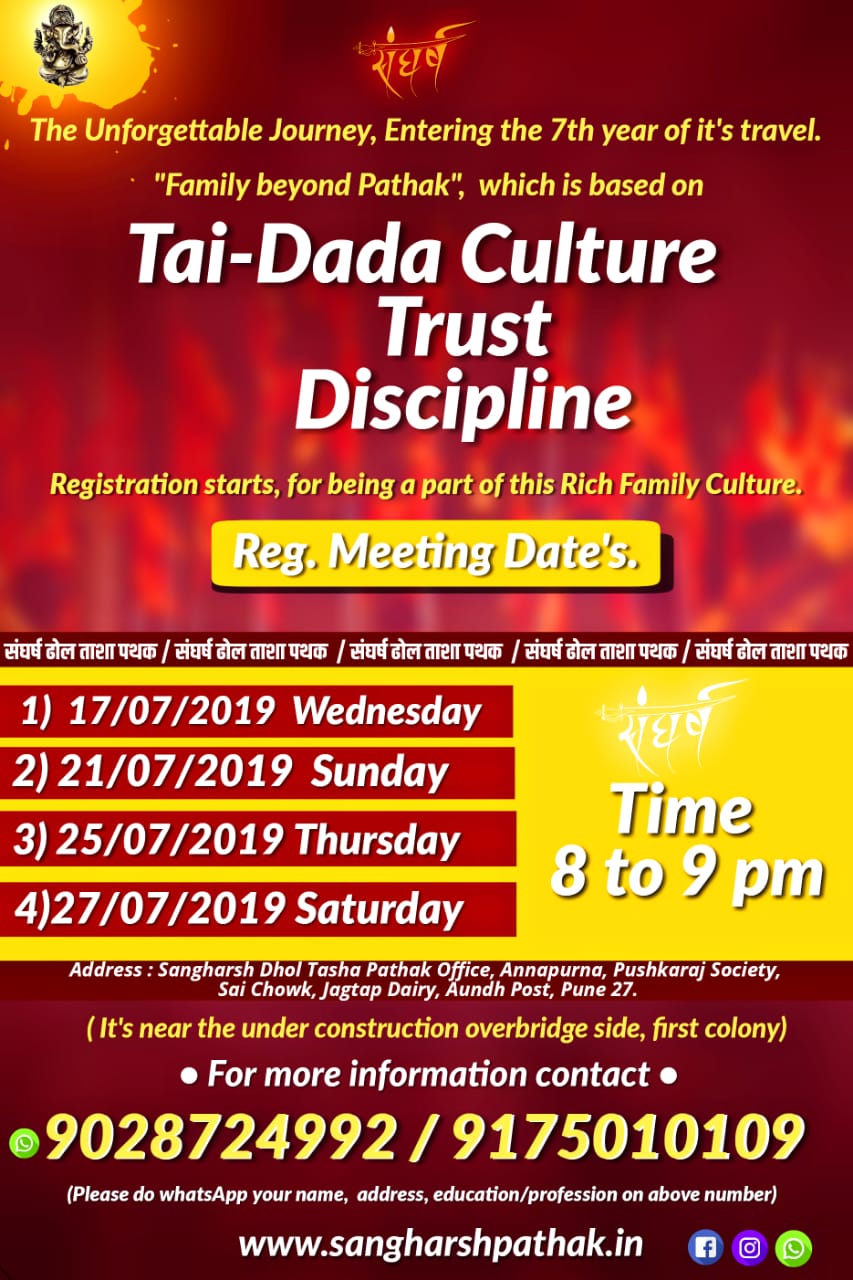 संघर्ष
The Unforgettable Journey, Entering the 7th year of it's travel.
"Family beyond Pathak", which is based on
Tai-Dada Culture
Trust
Discipline
Registration starts, for being a part of this Rich Family Culture.
Reg. Meeting Date's.
संघर्ष ढोल ताशा पथक / संघर्ष ढोल ताशा पथक / संघर्ष ढोल ताशा पथक / संघर्ष ढोल ताशा पथक / संघर्ष ढोल ताशा पथक
1) 17/07/2019 Wednesday
2) 21/07/2019 Sunday
3) 25/07/2019 Thursday
4)27/07/2019 Saturday
संघर्ष
Time
8 to 9 pm
Address : Sangharsh Dhol Tasha Pathak Office, Annapurna, Pushkaraj Society,
Sai Chowk, Jagtap Dairy, Aundh Post, Pune 27.
( It's near the under construction overbridge side, first colony)
● For more information contact ●
9028724992 / 9175010109
(Please do whatsApp your name, address, education/profession on above number)
www.sangharshpathak.in